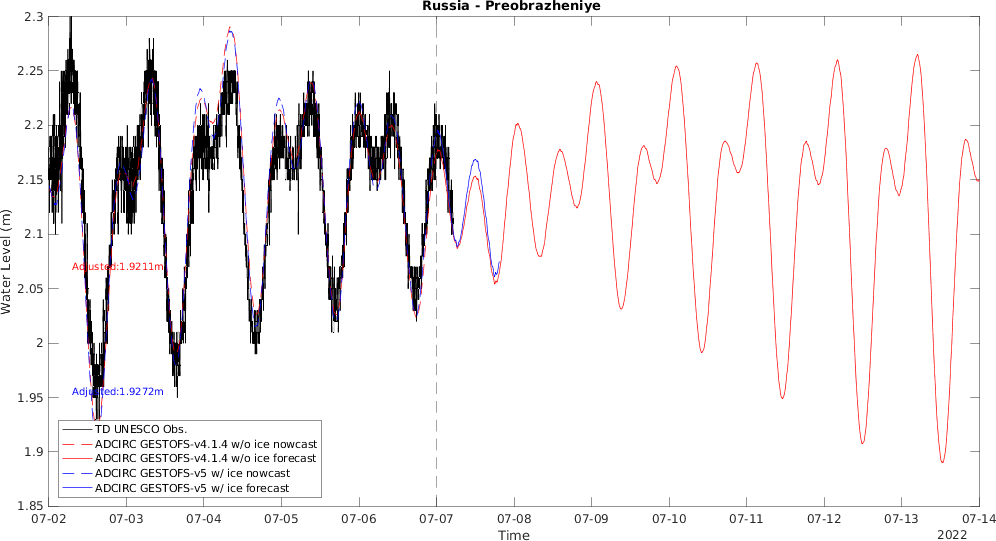 Russia - Preobrazheniye
Water Level (m)
2.3
2.25
2.2
2.15
2.1
2.05
2
1.95
1.9
1.85
Adjusted:1.9211m
Adjusted:1.9272m
TD UNESCO Obs.
ADCIRC GESTOFS-v4.1.4 w/o ice nowcast
ADCIRC GESTOFS-v4.1.4 w/o ice forecast
ADCIRC GESTOFS-v5 w/ ice nowcast
ADCIRC GESTOFS-v5 w/ ice forecast
07-02 07-03 07-04 07-05 07-06 07-07 07-08 07-09 07-10 07-11 07-12 07-13 07-14
Time
2022